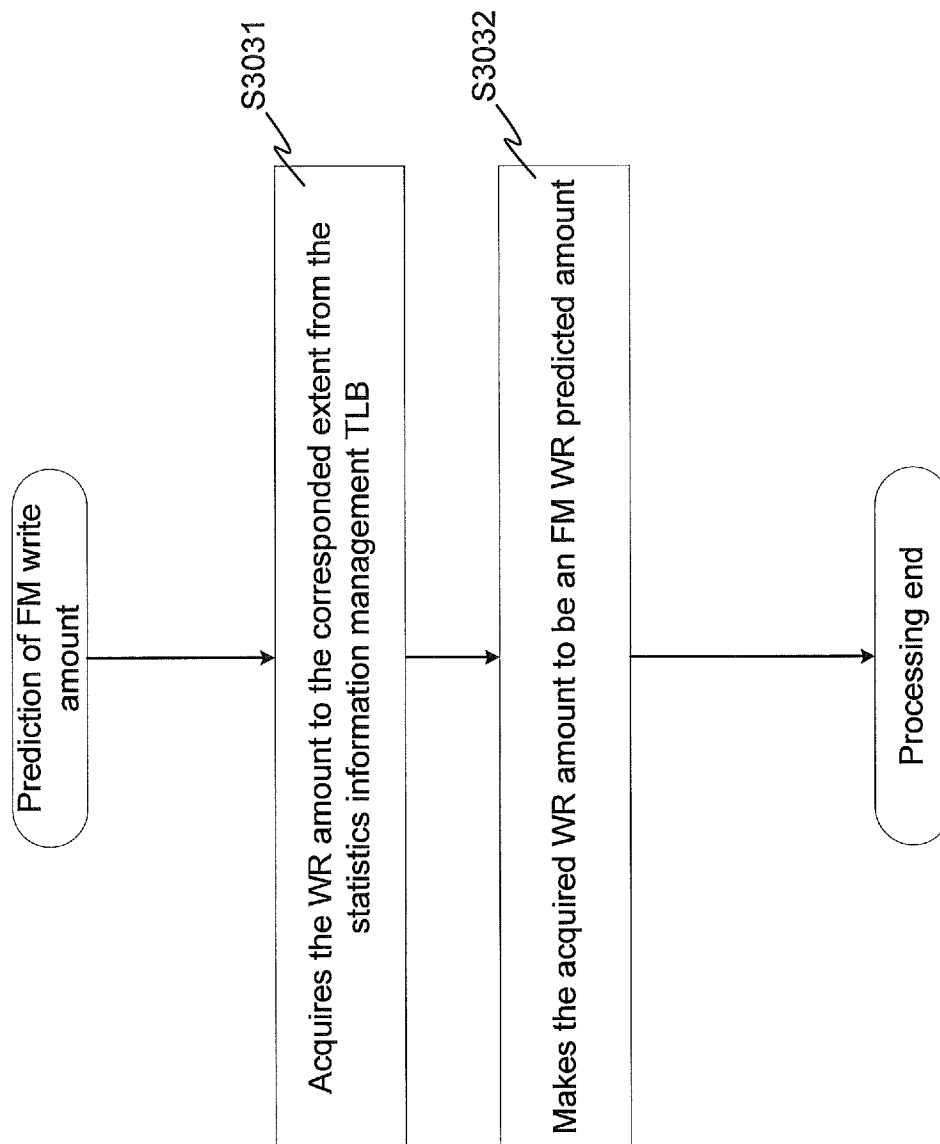 Prediction of FM write
amount
S3031
Acquires the WR amount to the corresponded extent from the
statistics information management TLB
S3032
Makes the acquired WR amount to be an FM WR predicted amount
Processing end